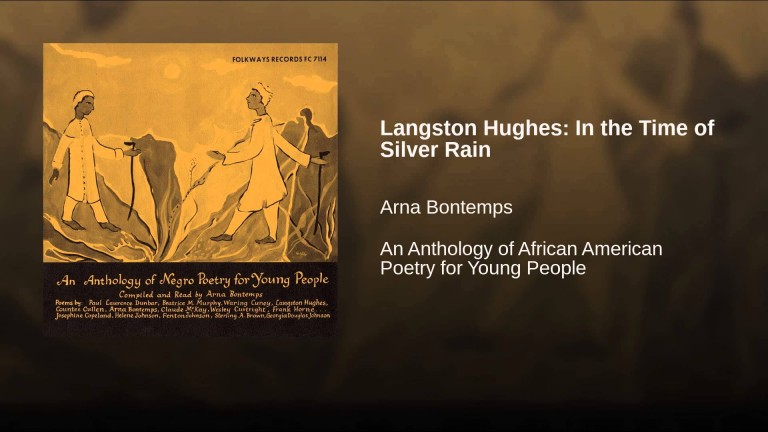 FOLKWAYS RECORDS FC 7114
An Anthology of Negro Poetry for Young People
Compiled and Read by Arna Bontemps
Poems by: Paul Lawrence Dunbar, Beatrice M. Murphy, Waring Cuney, Langston Hughes,
Countee Cullen, Arna Bontemps, Claude McKay, Wesley Curtright, Frank Horne . . .
Josephine Copeland, Helene Johnson, Fenton Johnson, Sterling A. Brown, Georgia Douglas Johnson
Langston Hughes: In the Time of
Silver Rain
Arna Bontemps
An Anthology of African American
Poetry for Young People